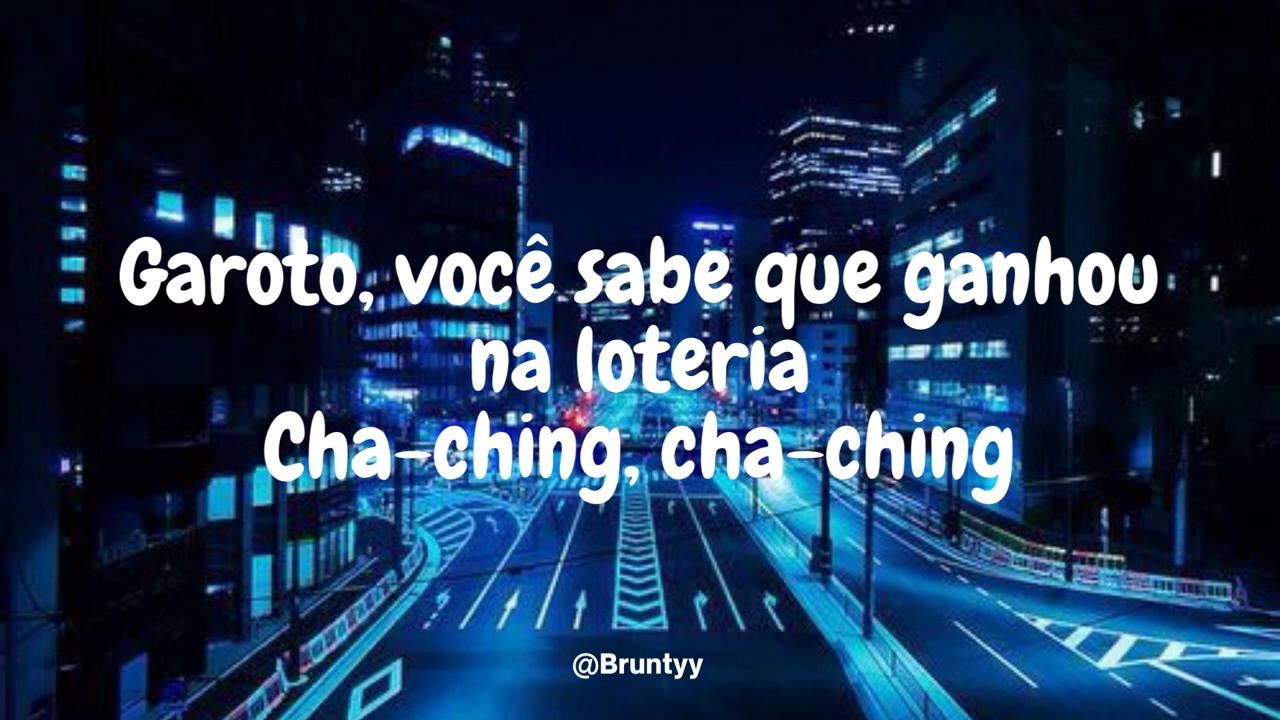 Garoto, você sabe que ganhou
na loteria
Cha-ching, cha-ching
@Bruntyy